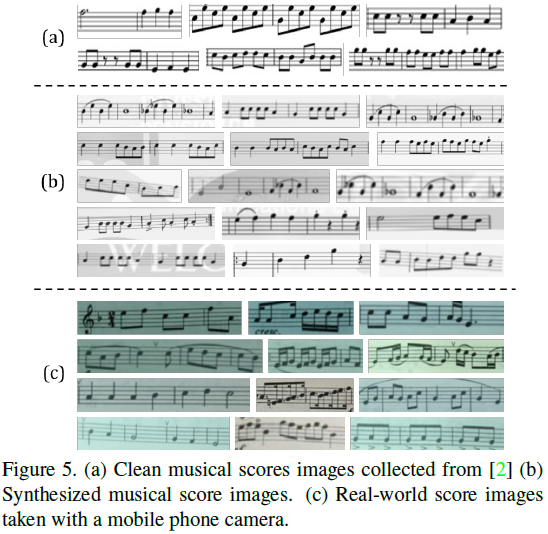 (a)
(b)
WELC
(c)
cresc.
Figure 5. (a) Clean musical scores images collected from [2] (b)
Synthesized musical score images. (c) Real-world score images
taken with a mobile phone camera.